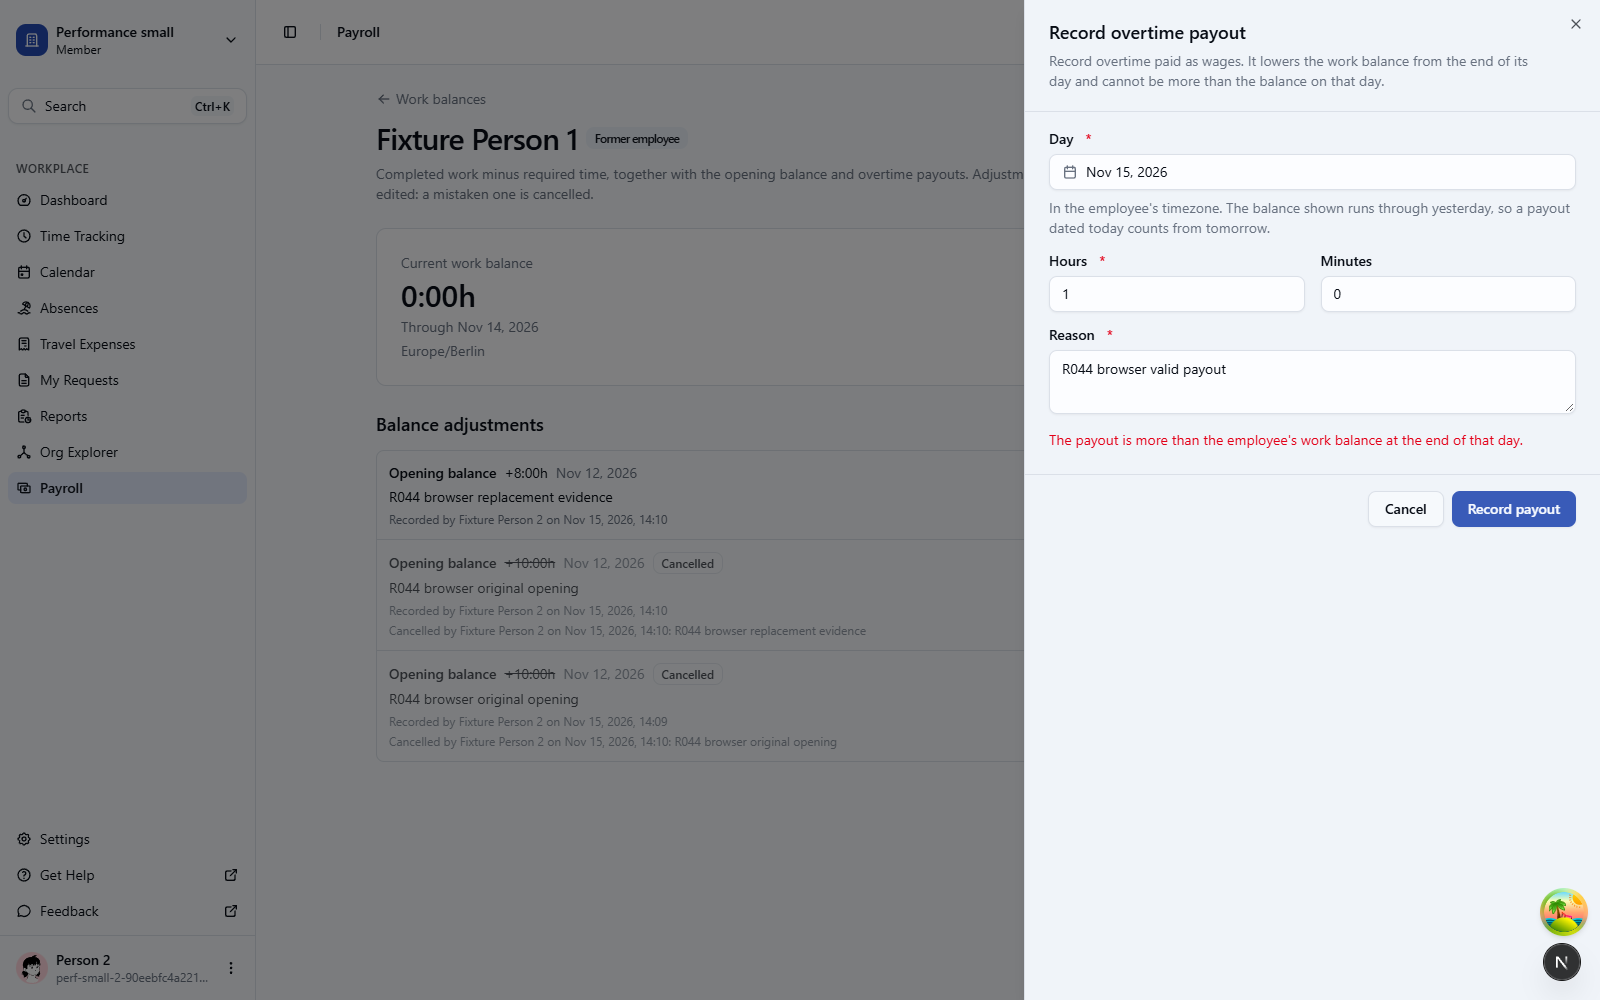 Performance small
Member
Search
Ctrl+K
WORKPLACE
Dashboard
Time Tracking
Calendar
Absences
Travel Expenses
My Requests
Reports
Org Explorer
Payroll
Settings
Get Help
Feedback
Person 2
perf-small-2-90eebfc4a221...
Payroll
Work balances
Fixture Person 1 Former employee
Completed work minus required time, together with the opening balance and overtime payouts. Adjustm
edited: a mistaken one is cancelled.
Current work balance
0:00h
Through Nov 14, 2026
Europe/Berlin
Balance adjustments
Opening balance +8:00h Nov 12, 2026
R044 browser replacement evidence
Recorded by Fixture Person 2 on Nov 15, 2026, 14:10
Opening balance +10:00h Nov 12, 2026 Cancelled
R044 browser original opening
Recorded by Fixture Person 2 on Nov 15, 2026, 14:10
Cancelled by Fixture Person 2 on Nov 15, 2026, 14:10: R044 browser replacement evidence
Opening balance +10:00h Nov 12, 2026 Cancelled
R044 browser original opening
Recorded by Fixture Person 2 on Nov 15, 2026, 14:09
Cancelled by Fixture Person 2 on Nov 15, 2026, 14:10: R044 browser original opening
Record overtime payout
Record overtime paid as wages. It lowers the work balance from the end of its
day and cannot be more than the balance on that day.
Day *
Nov 15, 2026
In the employee's timezone. The balance shown runs through yesterday, so a payout
dated today counts from tomorrow.
Hours * Minutes
1 0
Reason *
R044 browser valid payout
The payout is more than the employee's work balance at the end of that day.
Cancel Record payout
N